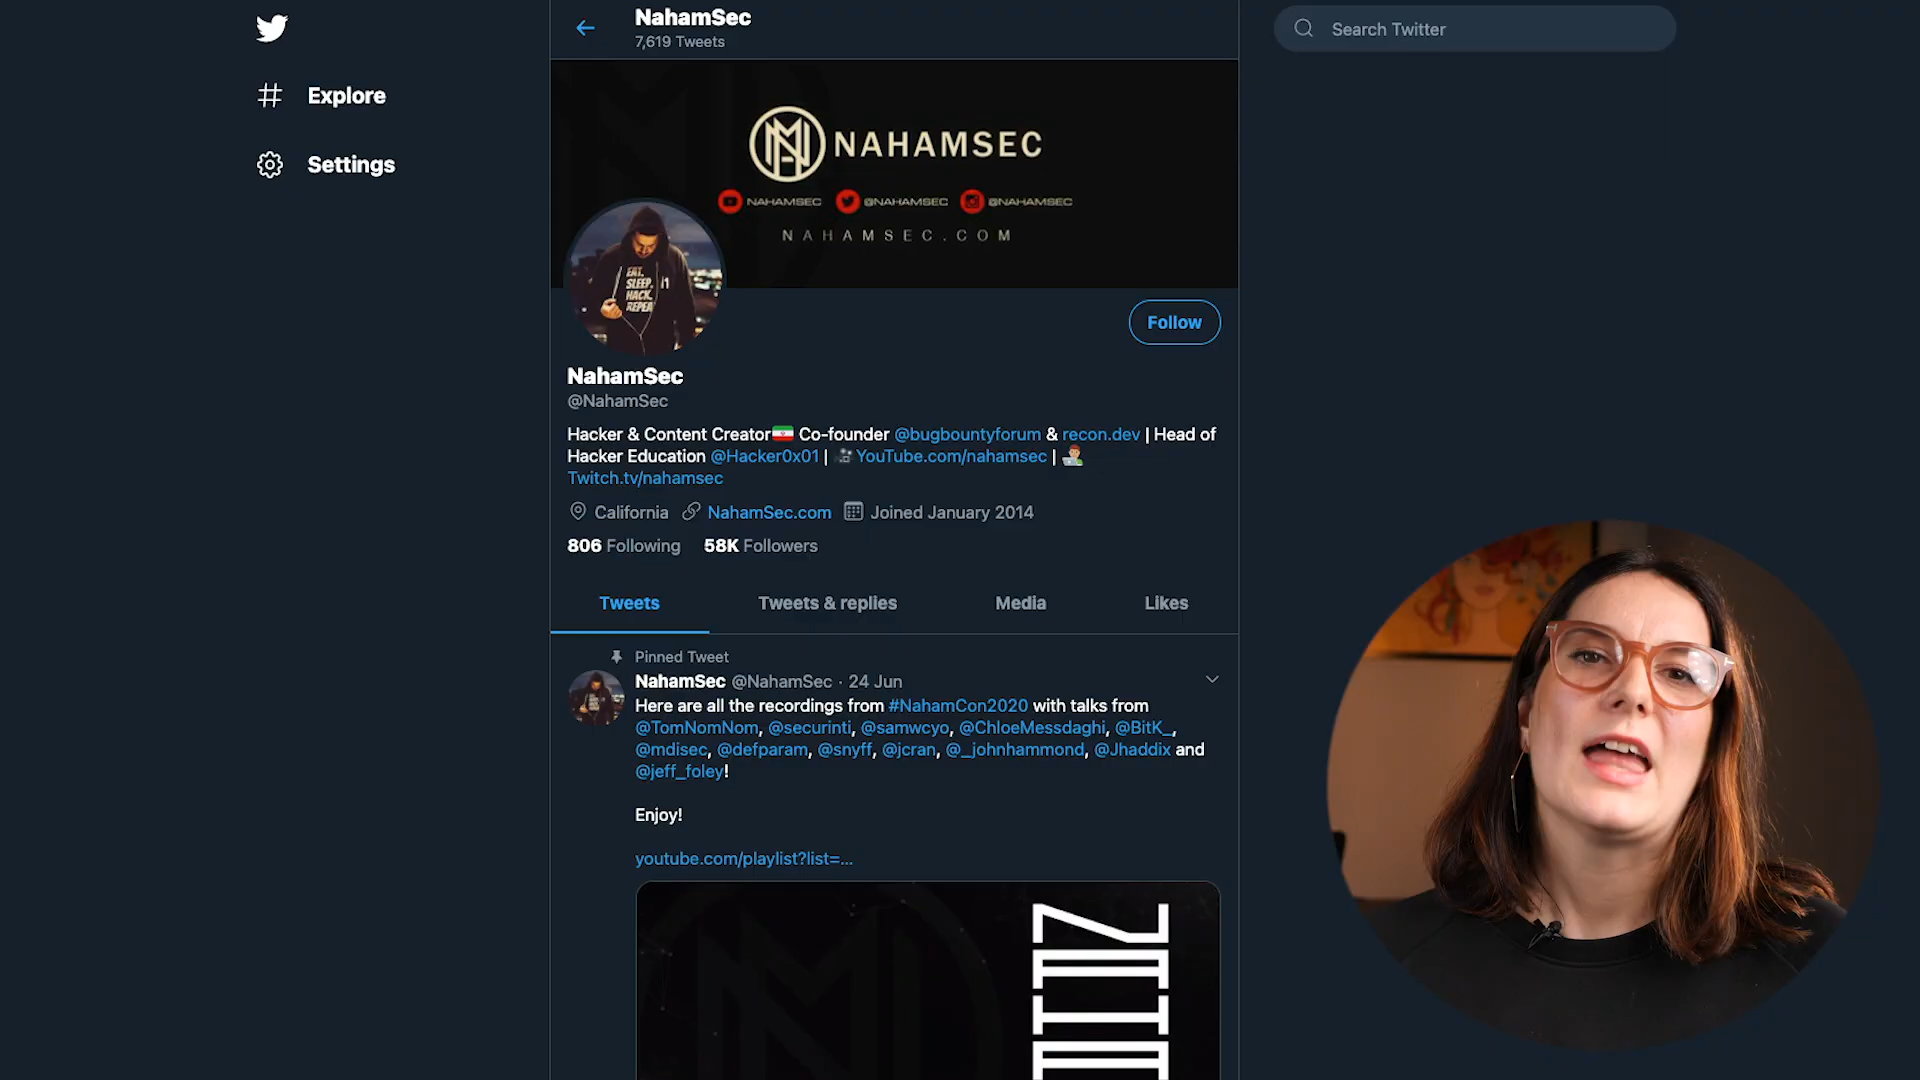 Explore
Settings
NahamSec
7,619 Tweets
Search Twitter
NAHAMSEC
NAHAMSEC @NAHAMSEC @NAHAMSEC
NAHAMSEC.COM
EAT.
SLEEP.
HACK.
REPEAT
Follow
NahamSec
@NahamSec
Hacker & Content Creator🇮🇷 Co-founder @bugbountyforum & recon.dev | Head of
Hacker Education @Hacker0x01 | 🎥 YouTube.com/nahamsec | 👨🏼‍💻
Twitch.tv/nahamsec
California NahamSec.com Joined January 2014
806 Following 58K Followers
Tweets Tweets & replies Media Likes
Pinned Tweet
NahamSec @NahamSec · 24 Jun
Here are all the recordings from #NahamCon2020 with talks from
@TomNomNom, @securinti, @samwcyo, @ChloeMessdaghi, @BitK_,
@mdisec, @defparam, @snyff, @jcran, @_johnhammond, @Jhaddix and
@jeff_foley!
Enjoy!
youtube.com/playlist?list=...